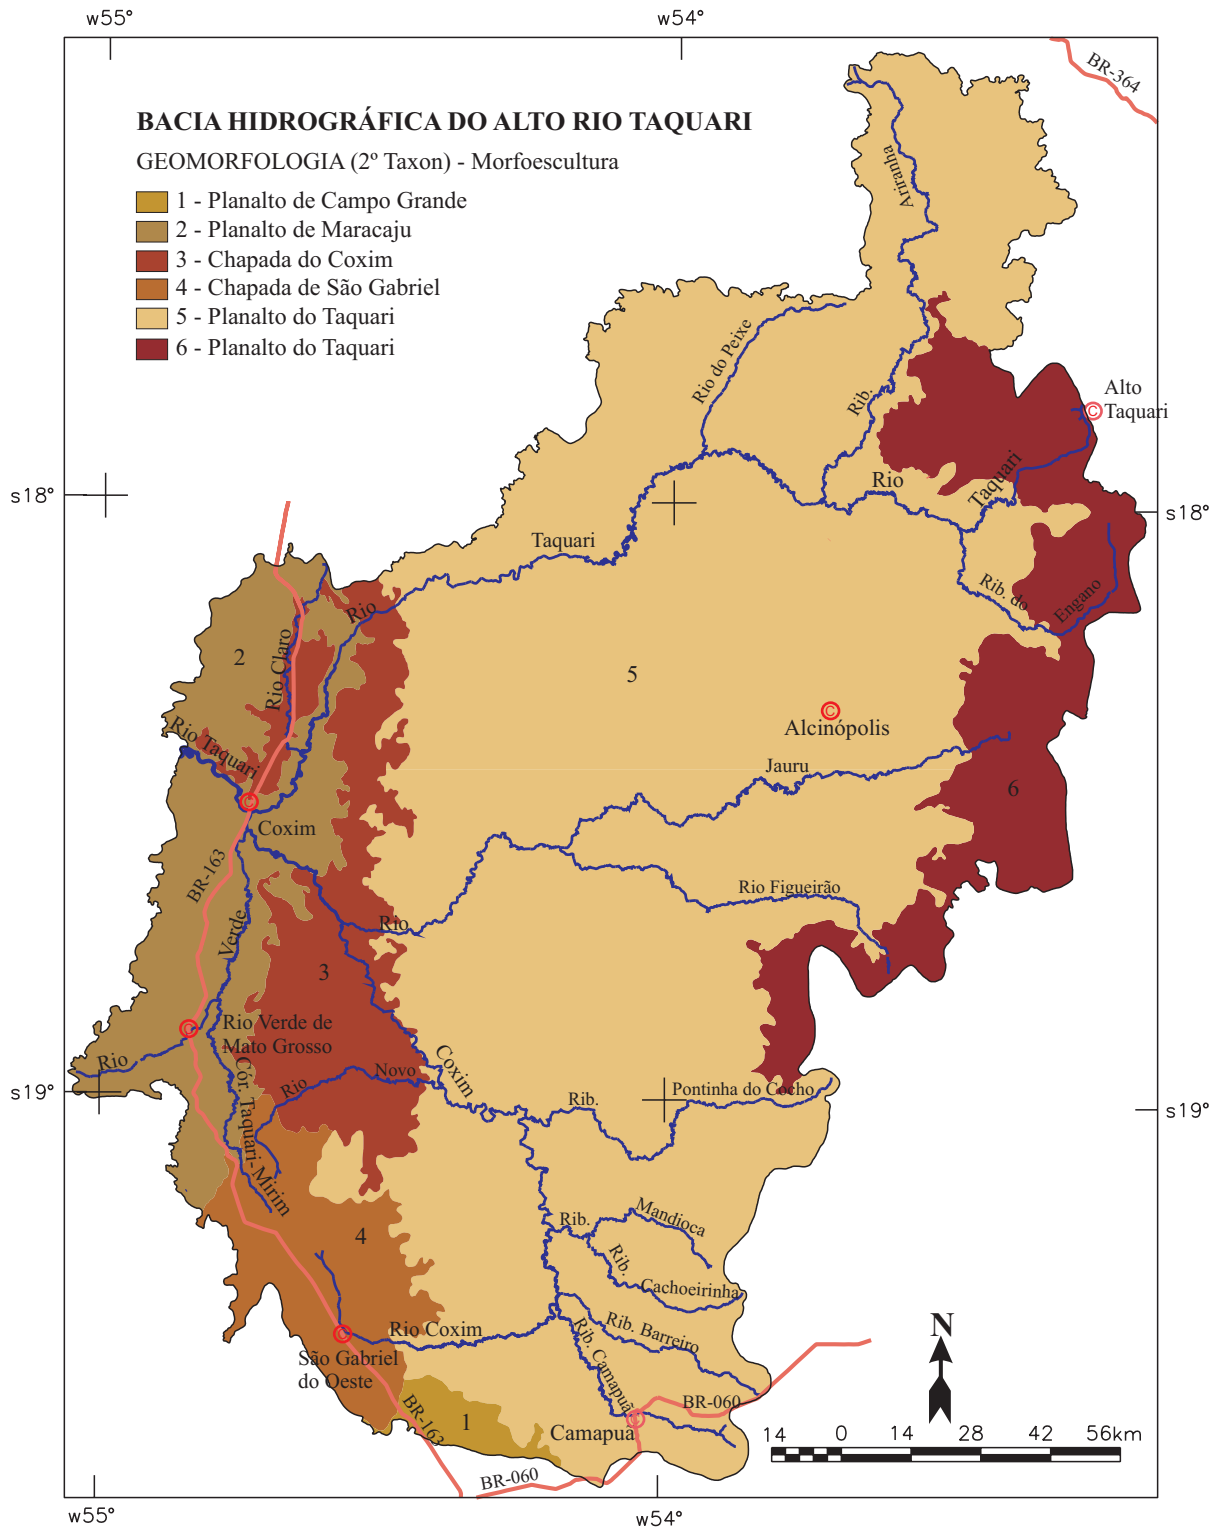 w55°
w54°
BR-364
BACIA HIDROGRÁFICA DO ALTO RIO TAQUARI
GEOMORFOLOGIA (2º Taxon) - Morfoescultura
1 - Planalto de Campo Grande
2 - Planalto de Maracaju
3 - Chapada do Coxim
4 - Chapada de São Gabriel
5 - Planalto do Taquari
6 - Planalto do Taquari
Ariranha
Rio do Peixe
Rib.
Alto
Taquari
s18°
Rio
Taquari
s18°
Taquari
Rio
Rib. do
Engano
2
Rio Claro
5
Alcinópolis
Rio Taquari
Jauru
6
Coxim
BR-163
Rio Figueirão
Verde
Rio
3
Rio Verde de
Mato Grosso
Rio
Cór. Taquari-Mirim
Rio
Novo
Coxim
s19°
Rib.
Pontinha do Cocho
s19°
4
Rib.
Mandioca
Rib.
Cachoeirinha
Rio Coxim
Rib. Barreiro
Rib. Camapuã
N
São Gabriel
do Oeste
BR-163
1
BR-060
Camapuã
14 0 14 28 42 56km
BR-060
w55°
w54°